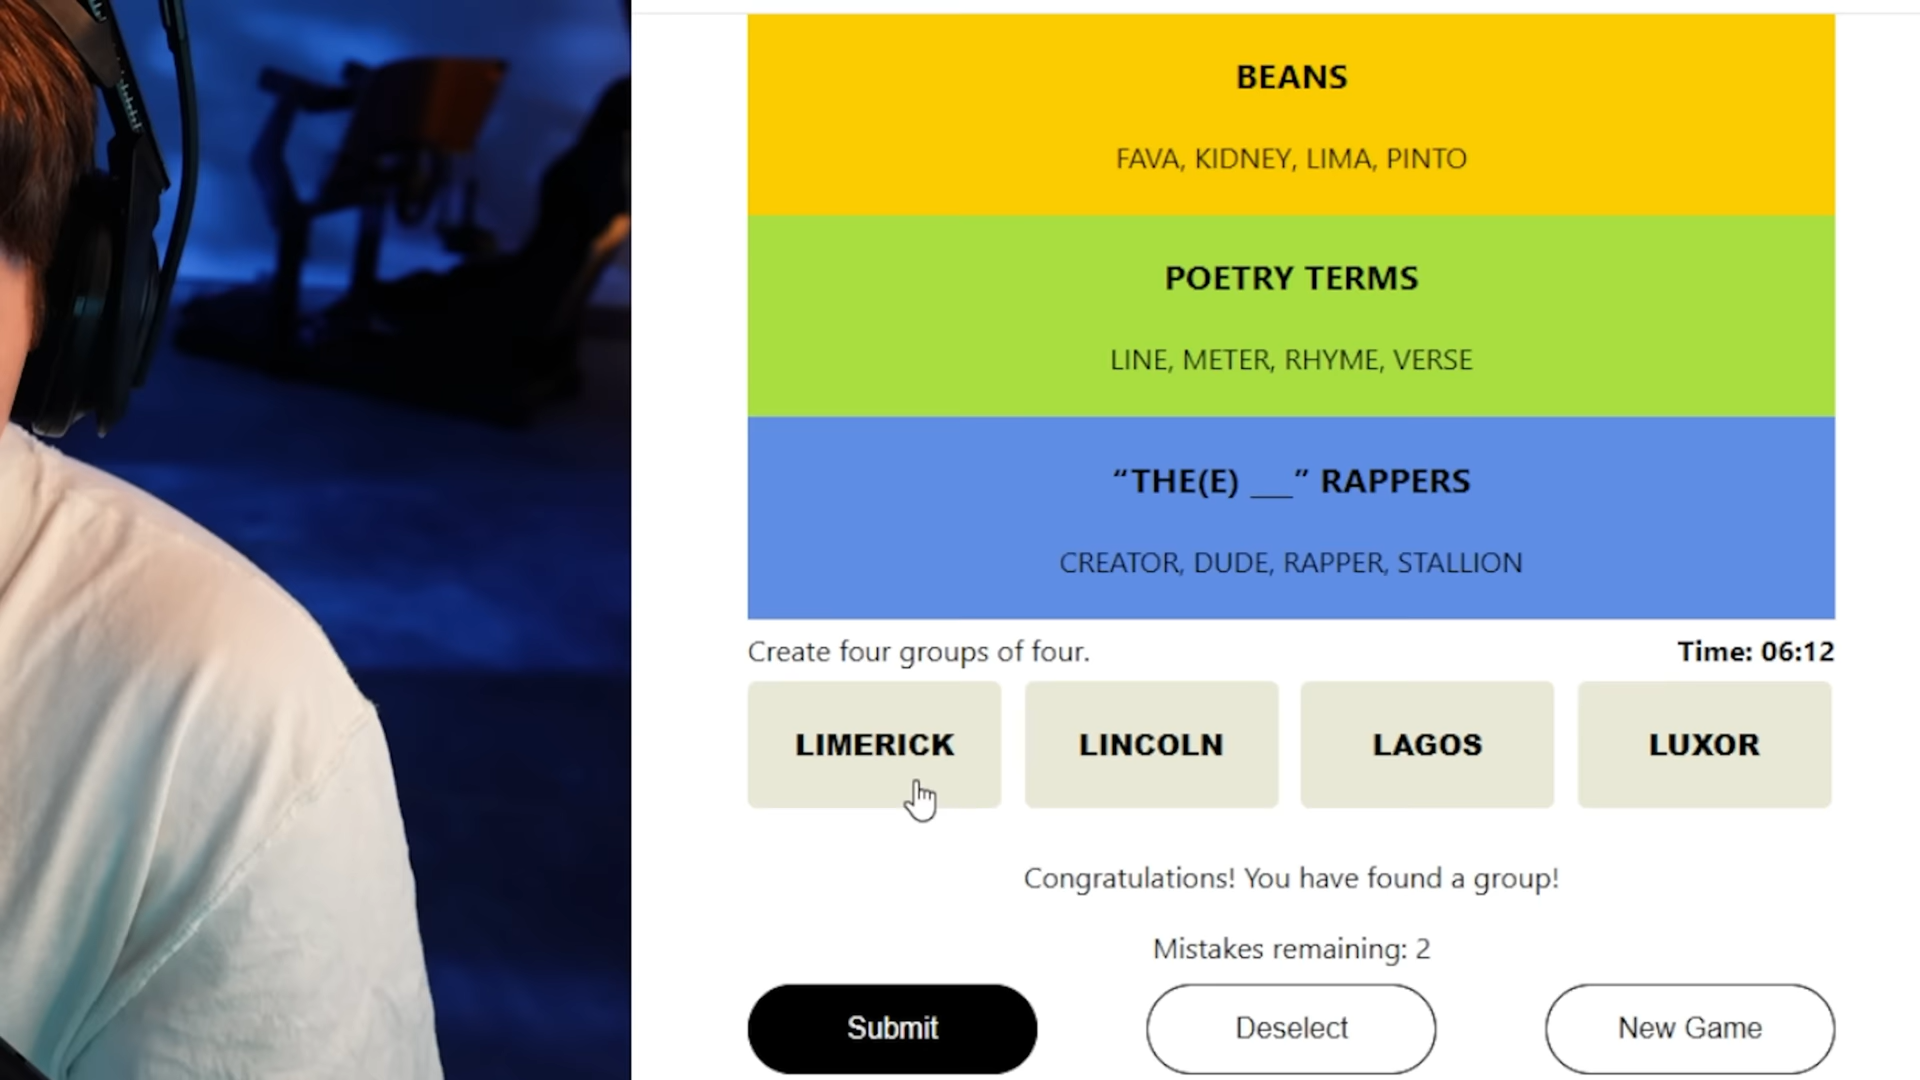 BEANS
FAVA, KIDNEY, LIMA, PINTO
POETRY TERMS
LINE, METER, RHYME, VERSE
“THE(E) ___” RAPPERS
CREATOR, DUDE, RAPPER, STALLION
Create four groups of four.
Time: 06:12
LIMERICK LINCOLN LAGOS LUXOR
Congratulations! You have found a group!
Mistakes remaining: 2
Submit Deselect New Game